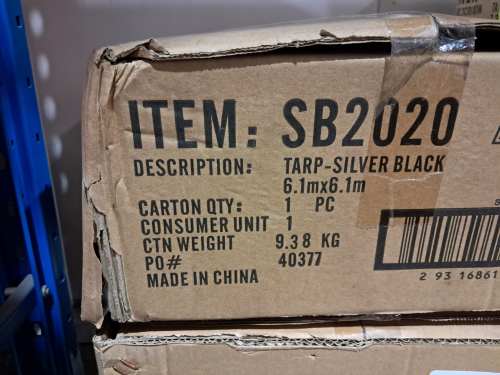 ITEM: SB2020
DESCRIPTION: TARP-SILVER BLACK
6.1mx6.1m
CARTON QTY: 1 PC
CONSUMER UNIT 1
CTN WEIGHT 9.38 KG
PO# 40377
MADE IN CHINA
2 93 16861